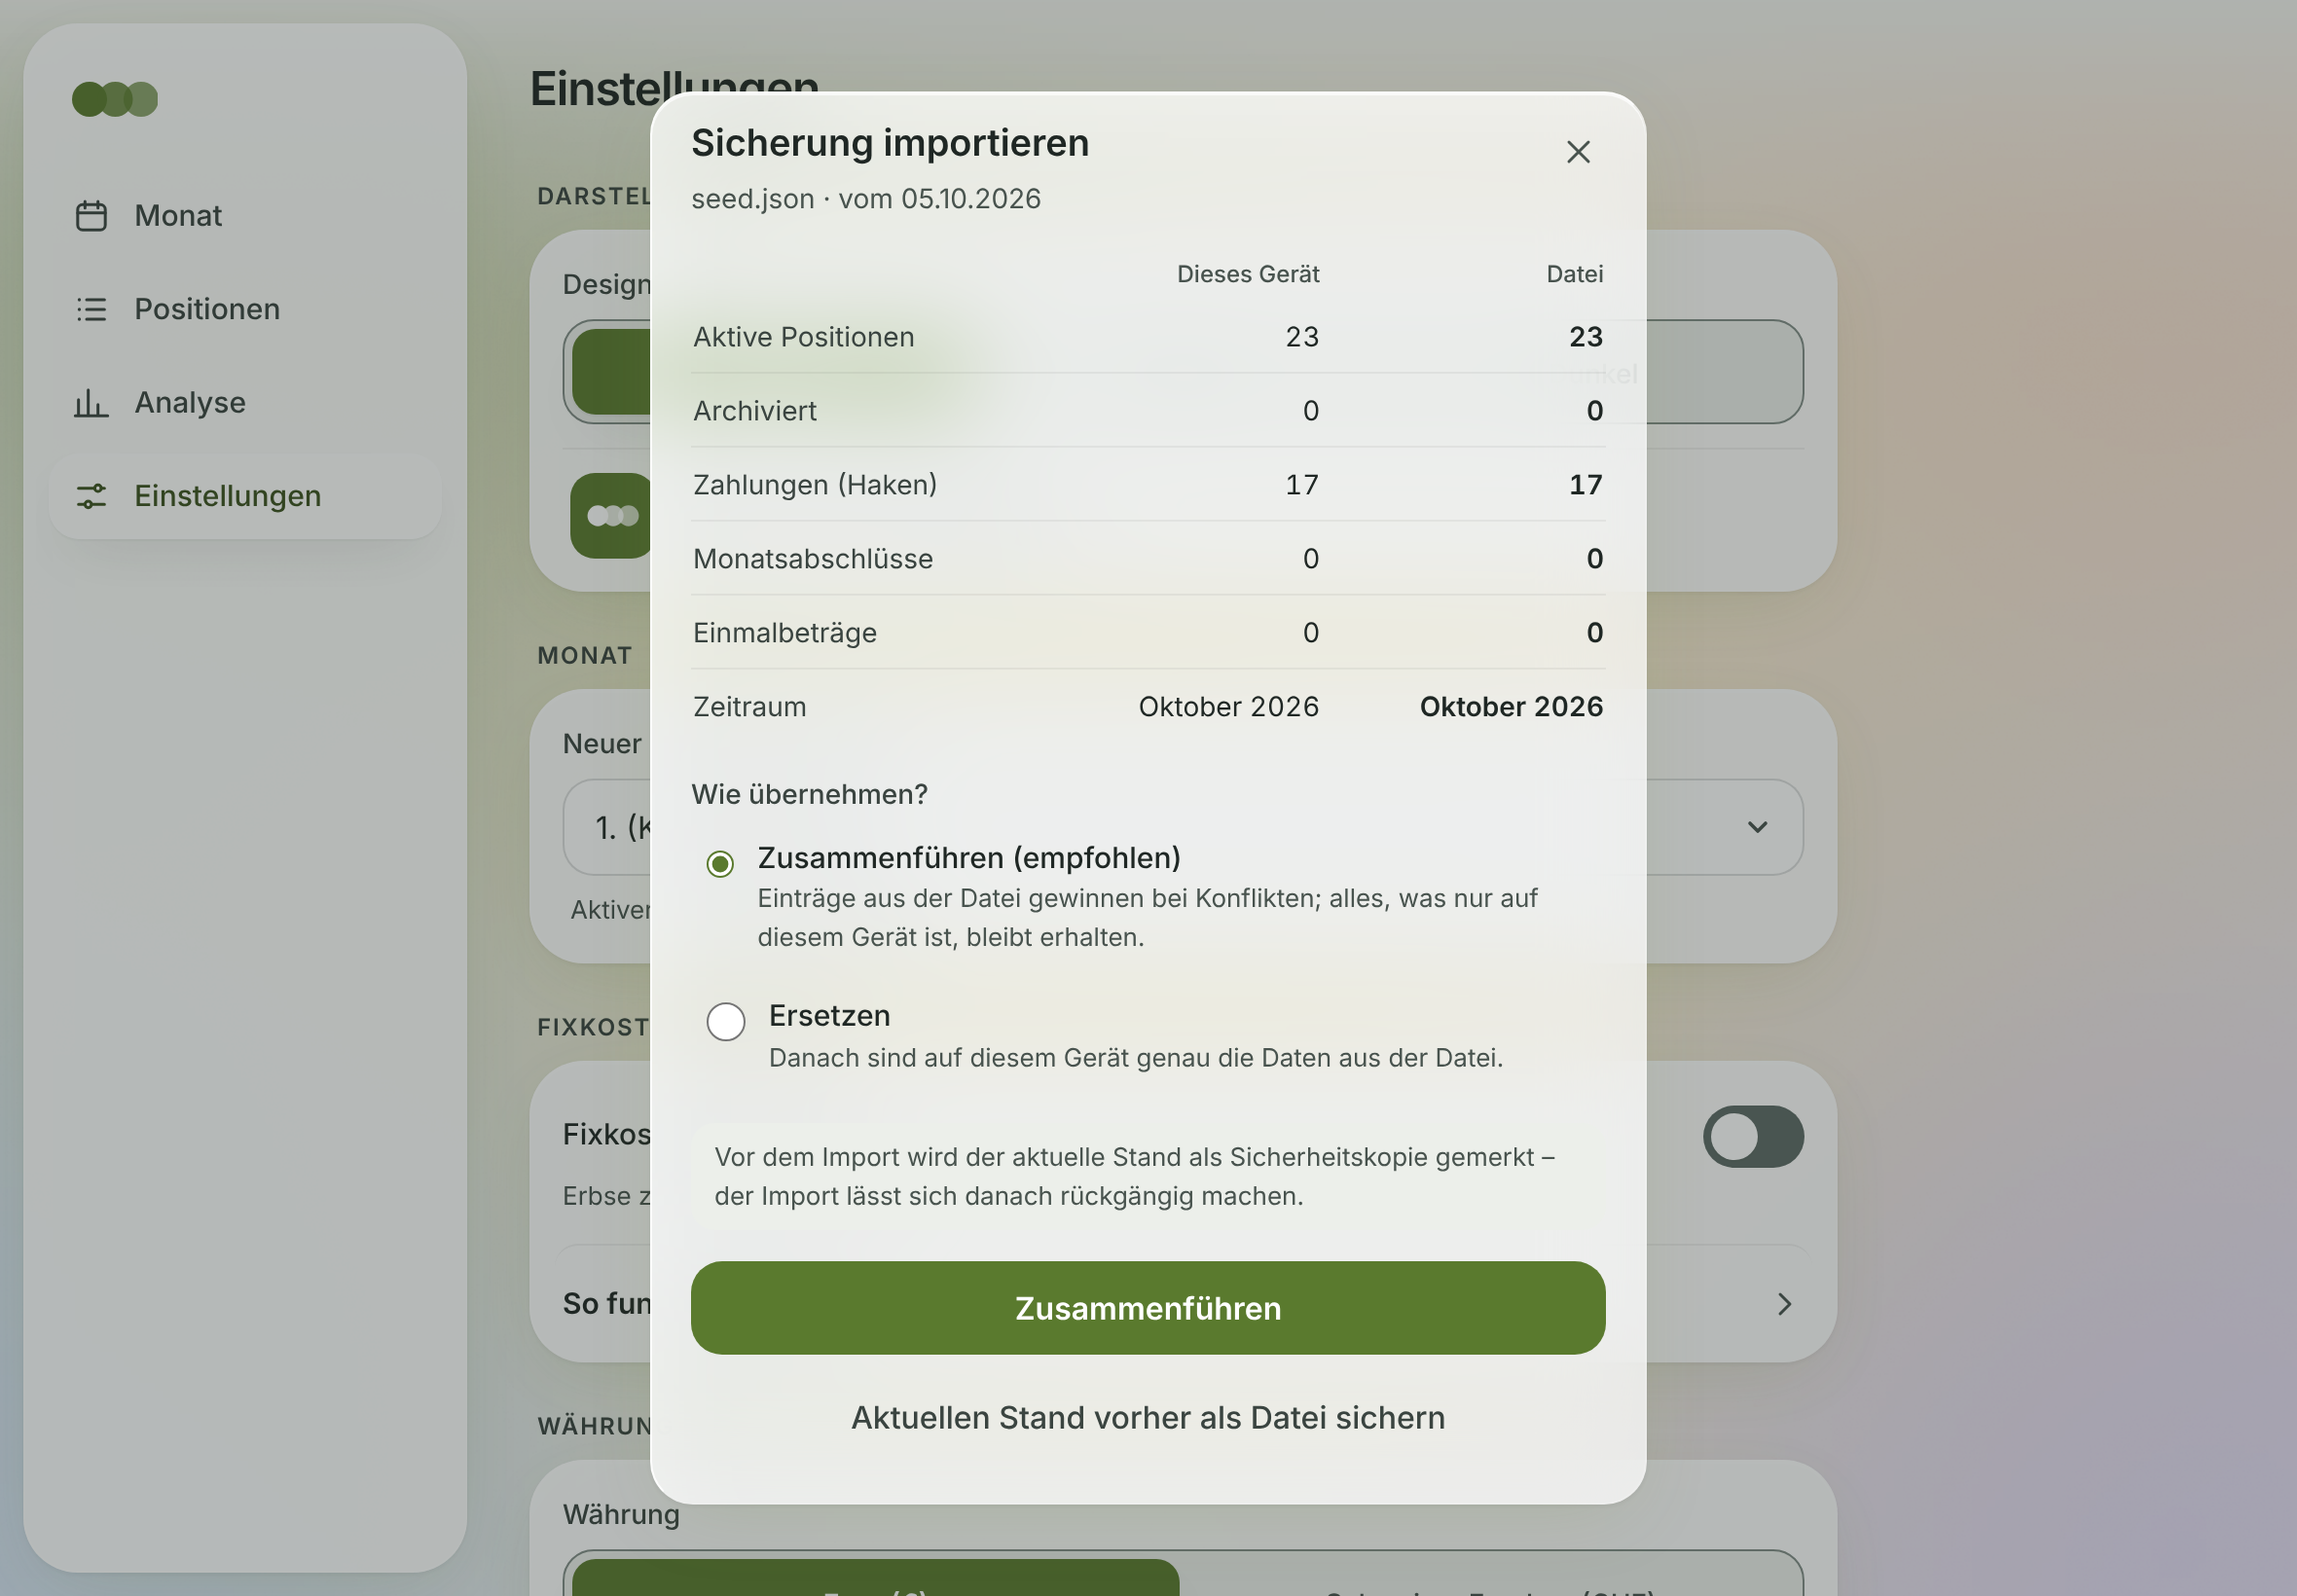 Einstellungen
Monat
Positionen
Analyse
Einstellungen
Design
MONAT
Neuer
1.
FIXKOST
Erbse
So
Währung
Sicherung importieren
seed.json · vom 05.10.2026
Dieses Gerät Datei
Aktive Positionen 23 23
Archiviert 0 0
Zahlungen (Haken) 17 17
Monatsabschlüsse 0 0
Einmalbeträge 0 0
Zeitraum Oktober 2026 Oktober 2026
Wie übernehmen?
Zusammenführen (empfohlen)
Einträge aus der Datei gewinnen bei Konflikten; alles, was nur auf
diesem Gerät ist, bleibt erhalten.
Ersetzen
Danach sind auf diesem Gerät genau die Daten aus der Datei.
Vor dem Import wird der aktuelle Stand als Sicherheitskopie gemerkt –
der Import lässt sich danach rückgängig machen.
Zusammenführen
Aktuellen Stand vorher als Datei sichern